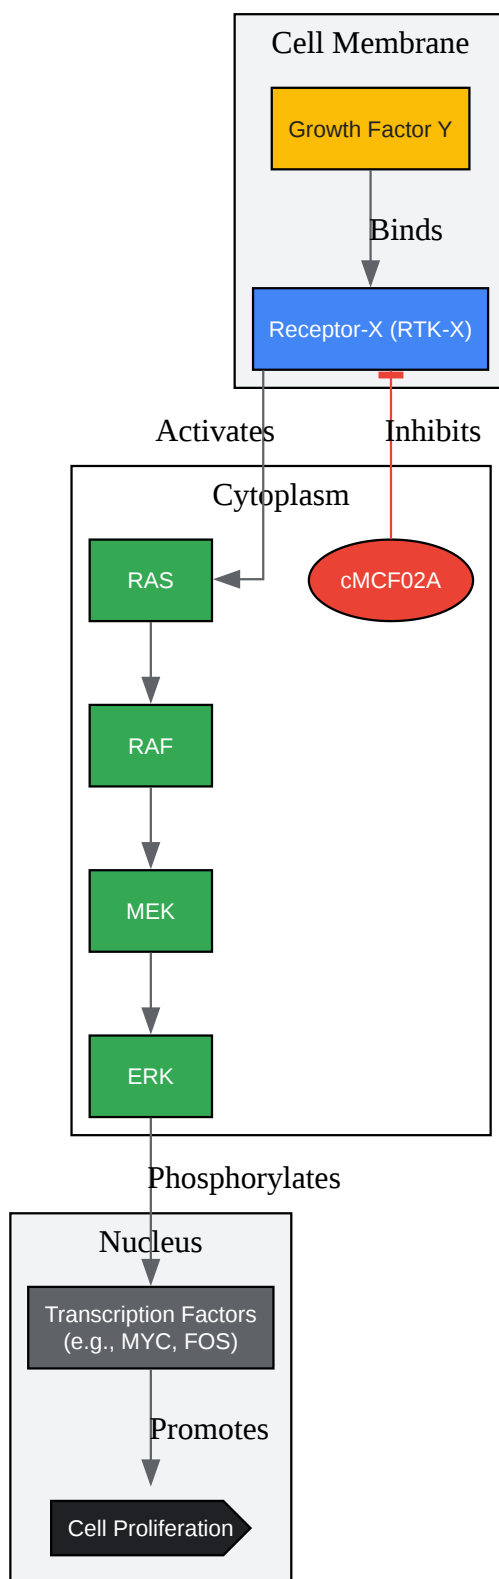 Cell Membrane
Growth Factor Y
Binds
Receptor-X (RTK-X)
Activates
Inhibits
Cytoplasm
RAS
cMCF02A
RAF
MEK
ERK
Phosphorylates
Nucleus
Transcription Factors
(e.g., MYC, FOS)
Promotes
Cell Proliferation